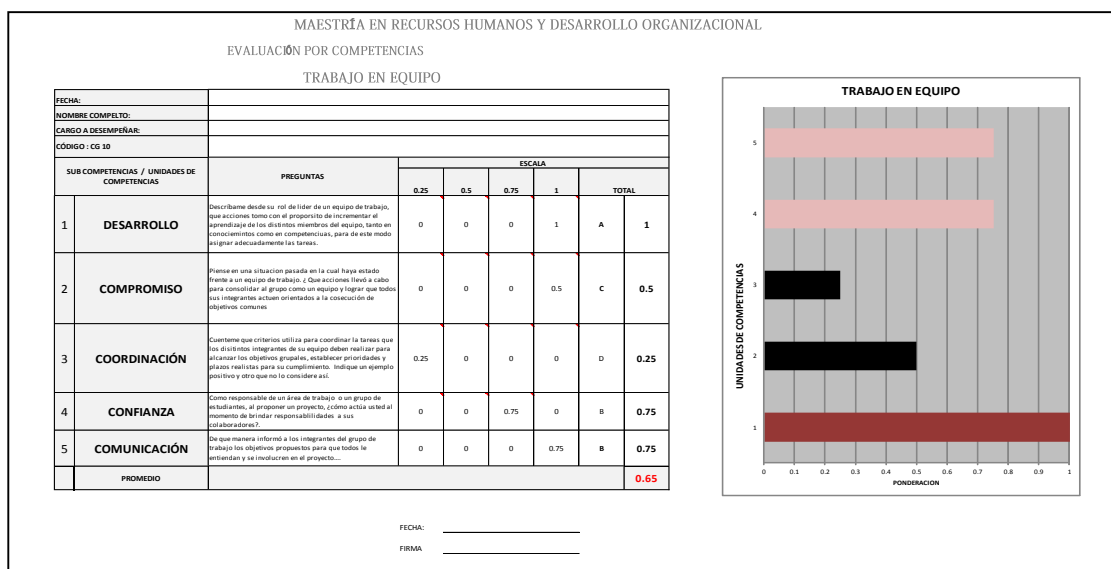 MAESTRÍA EN RECURSOS HUMANOS Y DESARROLLO ORGANIZACIONAL
EVALUACIÓN POR COMPETENCIAS
TRABAJO EN EQUIPO
FECHA:
NOMBRE COMPELTO:
CARGO A DESEMPEÑAR:
CÓDIGO : CG 10
SUB COMPETENCIAS / UNIDADES DE
COMPETENCIAS
PREGUNTAS
ESCALA
0.25 0.5 0.75 1 TOTAL
1 DESARROLLO
Descríbame desde su rol de lider de un equipo de trabajo,
que acciones tomo con el proporsito de incrementar el
aprendizaje de los distintos miembros del equipo, tanto en
conociemintos como en competenciuas, para de este modo
asignar adecuadamente las tareas.
0 0 0 1 A 1
2 COMPROMISO
Piense en una situacion pasada en la cual haya estado
frente a un equipo de trabajo. ¿ Que acciones llevó a cabo
para consolidar al grupo como un equipo y lograr que todos
sus integrantes actuen orientados a la cosecución de
objetivos comunes
0 0 0 0.5 C 0.5
3 COORDINACIÓN
Cuenteme que criterios utiliza para coordinar la tareas que
los disitintos integrantes de su equipo deben realizar para
alcanzar los objetivos grupales, establecer prioridades y
plazos realistas para su cumplimiento. Indique un ejemplo
positivo y otro que no lo considere así.
0.25 0 0 0 D 0.25
4 CONFIANZA
Como responsable de un área de trabajo o un grupo de
estudiantes, al proponer un proyecto, ¿cómo actúa usted al
momento de brindar responsablilidades a sus
colaboradores?.
0 0 0.75 0 B 0.75
5 COMUNICACIÓN
De que manera informó a los integrantes del grupo de
trabajo los objetivos propuestos para que todos le
entiendan y se involucren en el proyecto....
0 0 0 0.75 B 0.75
PROMEDIO 0.65
FECHA:
FIRMA
TRABAJO EN EQUIPO
UNIDADES DE COMPETENCIAS
5
4
3
2
1
0 0.1 0.2 0.3 0.4 0.5 0.6 0.7 0.8 0.9 1
PONDERACION